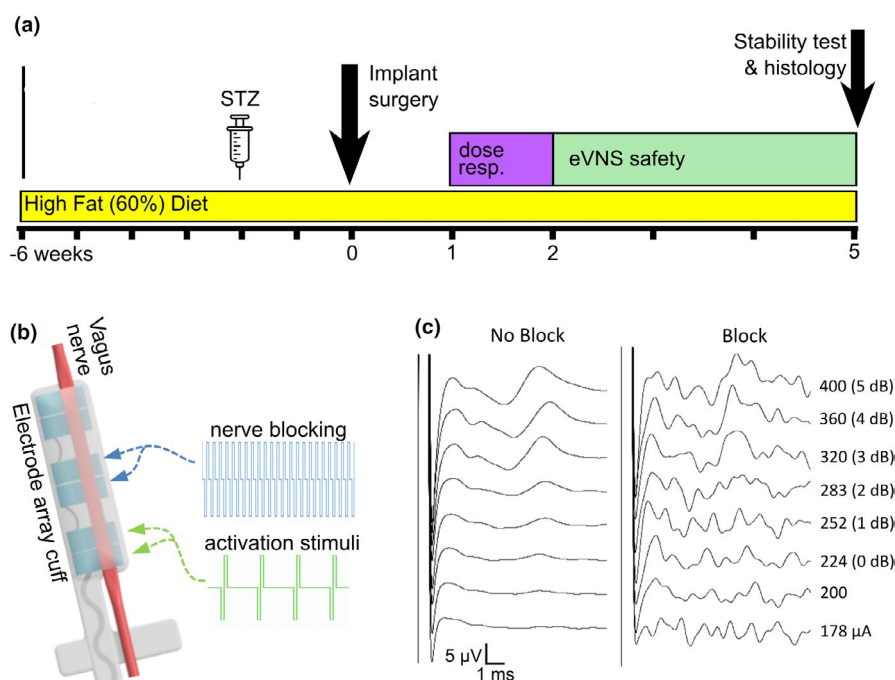 (a)
STZ
Implant
surgery
Stability test
& histology
dose
resp.
eVNS safety
High Fat (60%) Diet
-6 weeks 0 1 2 5
(b)
Vagus
nerve
Electrode array cuff
nerve blocking
activation stimuli
(c)
No Block Block
400 (5 dB)
360 (4 dB)
320 (3 dB)
283 (2 dB)
252 (1 dB)
224 (0 dB)
200
178 µA
5 µV
1 ms